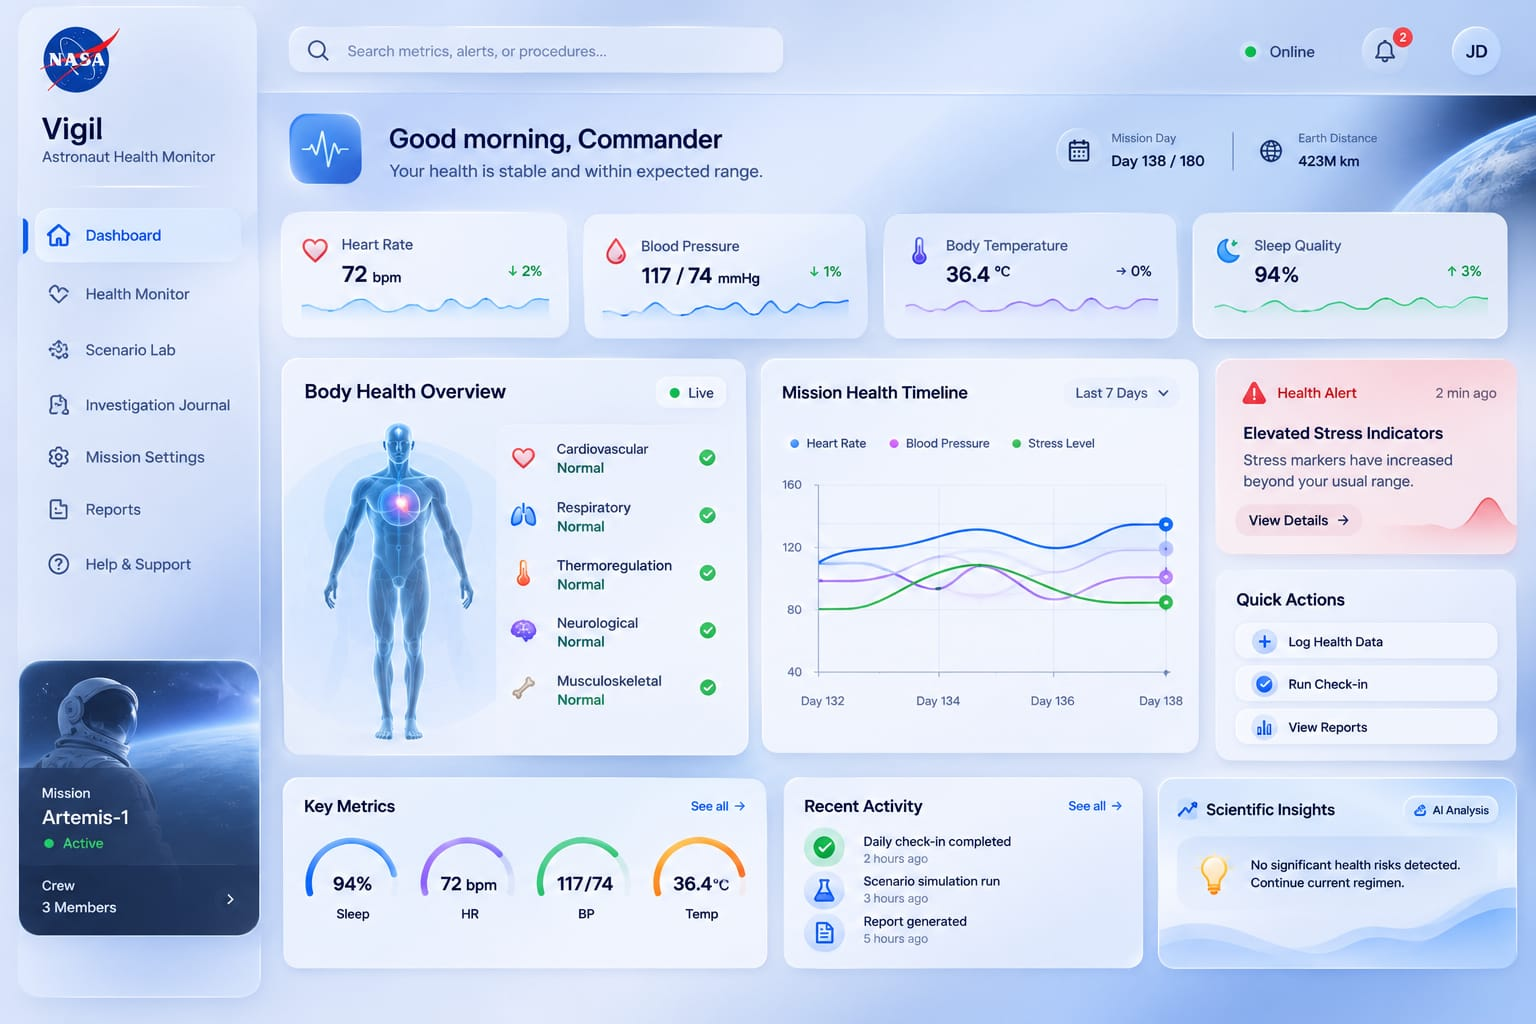 NASA
Vigil
Astronaut Health Monitor
Dashboard
Health Monitor
Scenario Lab
Investigation Journal
Mission Settings
Reports
Help & Support
Mission
Artemis-1
Active
Crew
3 Members
Search metrics, alerts, or procedures...
Online
2
JD
Good morning, Commander
Your health is stable and within expected range.
Mission Day
Day 138 / 180
Earth Distance
423M km
Heart Rate
72 bpm
↓ 2%
Blood Pressure
117 / 74 mmHg
↓ 1%
Body Temperature
36.4 °C
→ 0%
Sleep Quality
94%
↑ 3%
Body Health Overview
Live
Cardiovascular
Normal
Respiratory
Normal
Thermoregulation
Normal
Neurological
Normal
Musculoskeletal
Normal
Mission Health Timeline
Last 7 Days
Heart Rate
Blood Pressure
Stress Level
160
120
80
40
Day 132
Day 134
Day 136
Day 138
Health Alert
2 min ago
Elevated Stress Indicators
Stress markers have increased
beyond your usual range.
View Details →
Quick Actions
Log Health Data
Run Check-in
View Reports
Key Metrics
See all →
94%
Sleep
72 bpm
HR
117/74
BP
36.4°C
Temp
Recent Activity
See all →
Daily check-in completed
2 hours ago
Scenario simulation run
3 hours ago
Report generated
5 hours ago
Scientific Insights
AI Analysis
No significant health risks detected.
Continue current regimen.